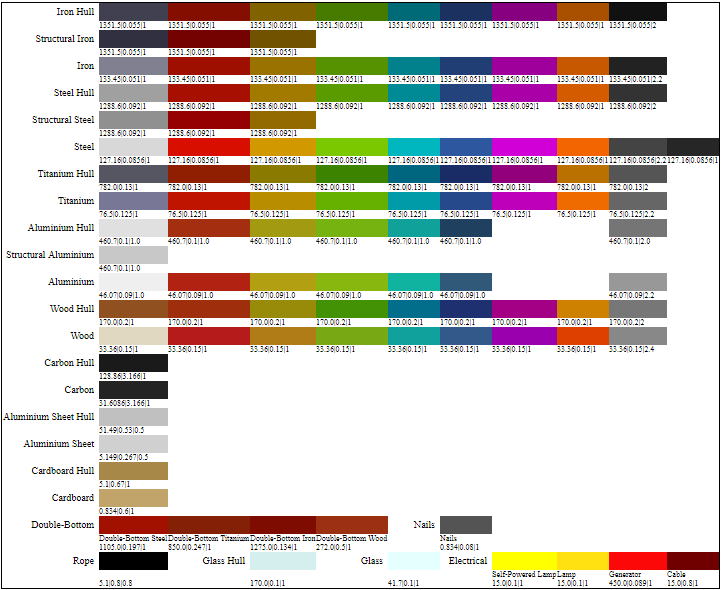 Iron Hull
1351.5|0.055|1 1351.5|0.055|1 1351.5|0.055|1 1351.5|0.055|1 1351.5|0.055|1 1351.5|0.055|1 1351.5|0.055|1 1351.5|0.055|1 1351.5|0.055|2
Structural Iron
1351.5|0.055|1 1351.5|0.055|1 1351.5|0.055|1
Iron
133.45|0.051|1 133.45|0.051|1 133.45|0.051|1 133.45|0.051|1 133.45|0.051|1 133.45|0.051|1 133.45|0.051|1 133.45|0.051|1 133.45|0.051|2.2
Steel Hull
1288.6|0.092|1 1288.6|0.092|1 1288.6|0.092|1 1288.6|0.092|1 1288.6|0.092|1 1288.6|0.092|1 1288.6|0.092|1 1288.6|0.092|1 1288.6|0.092|2
Structural Steel
1288.6|0.092|1 1288.6|0.092|1 1288.6|0.092|1
Steel
127.16|0.0856|1 127.16|0.0856|1 127.16|0.0856|1 127.16|0.0856|1 127.16|0.0856|1 127.16|0.0856|1 127.16|0.0856|1 127.16|0.0856|1 127.16|0.0856|2.2 127.16|0.0856|1
Titanium Hull
782.0|0.13|1 782.0|0.13|1 782.0|0.13|1 782.0|0.13|1 782.0|0.13|1 782.0|0.13|1 782.0|0.13|1 782.0|0.13|1 782.0|0.13|2
Titanium
76.5|0.125|1 76.5|0.125|1 76.5|0.125|1 76.5|0.125|1 76.5|0.125|1 76.5|0.125|1 76.5|0.125|1 76.5|0.125|1 76.5|0.125|2.2
Aluminium Hull
460.7|0.1|1.0 460.7|0.1|1.0 460.7|0.1|1.0 460.7|0.1|1.0 460.7|0.1|1.0 460.7|0.1|1.0 460.7|0.1|2.0
Structural Aluminium
460.7|0.1|1.0
Aluminium
46.07|0.09|1.0 46.07|0.09|1.0 46.07|0.09|1.0 46.07|0.09|1.0 46.07|0.09|1.0 46.07|0.09|1.0 46.07|0.09|2.2
Wood Hull
170.0|0.2|1 170.0|0.2|1 170.0|0.2|1 170.0|0.2|1 170.0|0.2|1 170.0|0.2|1 170.0|0.2|1 170.0|0.2|1 170.0|0.2|2
Wood
33.36|0.15|1 33.36|0.15|1 33.36|0.15|1 33.36|0.15|1 33.36|0.15|1 33.36|0.15|1 33.36|0.15|1 33.36|0.15|1 33.36|0.15|2.4
Carbon Hull
128.86|3.166|1
Carbon
31.6086|3.166|1
Aluminium Sheet Hull
51.49|0.53|0.5
Aluminium Sheet
5.149|0.267|0.5
Cardboard Hull
5.1|0.67|1
Cardboard
0.834|0.6|1
Double-Bottom Nails
Double-Bottom Steel Double-Bottom Titanium Double-Bottom Iron Double-Bottom Wood Nails
1105.0|0.197|1 850.0|0.247|1 1275.0|0.134|1 272.0|0.5|1 0.834|0.08|1
Rope Glass Hull Glass Electrical
Self-Powered Lamp Lamp Generator Cable
5.1|0.8|0.8 170.0|0.1|1 41.7|0.1|1 15.0|0.1|1 15.0|0.1|1 450.0|0.089|1 15.0|0.8|1